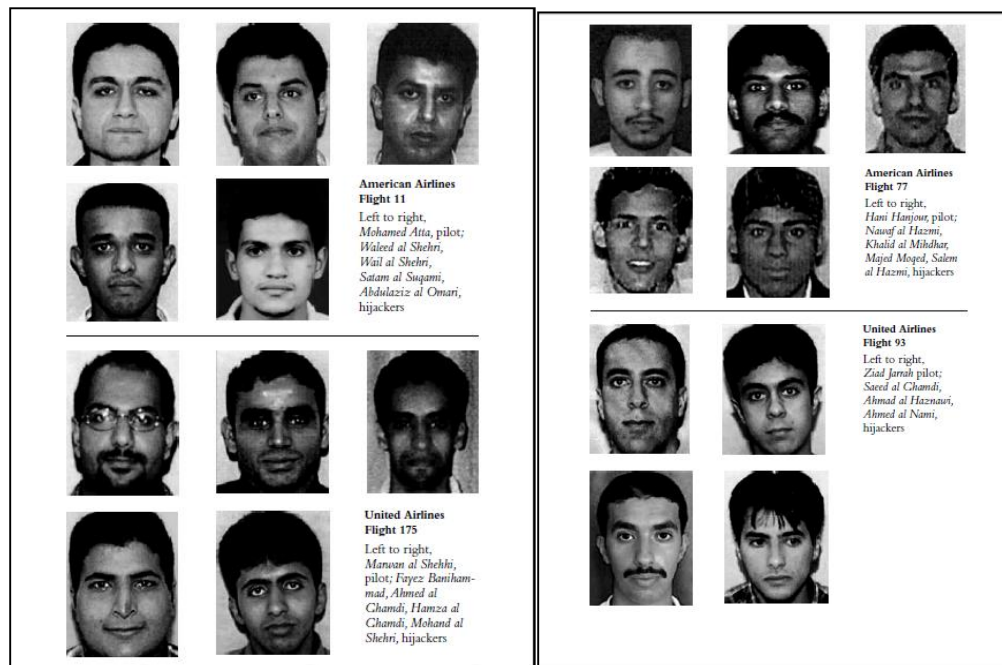 American Airlines
Flight 11
Left to right,
Mohamed Atta, pilot;
Waleed al Shehri,
Wail al Shehri,
Satam al Suqami,
Abdulaziz al Omari,
hijackers
United Airlines
Flight 175
Left to right,
Marwan al Shehhi,
pilot; Fayez Baniham-
mad, Ahmed al
Ghamdi, Hamza al
Ghamdi, Mohand al
Shehri, hijackers
American Airlines
Flight 77
Left to right,
Hani Hanjour, pilot;
Nawaf al Hazmi,
Khalid al Mihdhar,
Majed Moqed, Salem
al Hazmi, hijackers
United Airlines
Flight 93
Left to right,
Ziad Jarrah pilot;
Saeed al Ghamdi,
Ahmad al Haznawi,
Ahmed al Nami,
hijackers